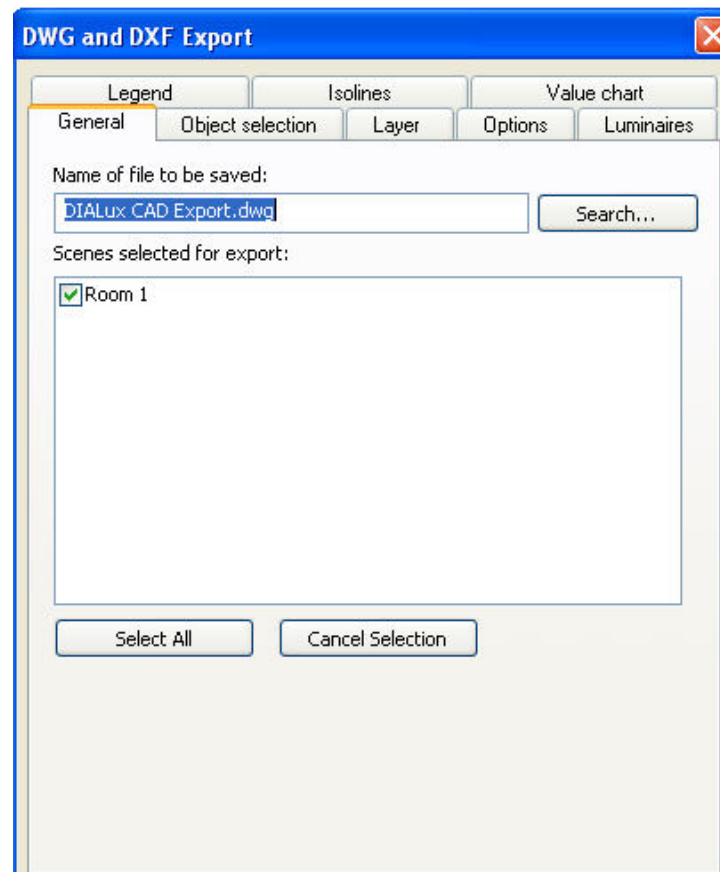 DWG and DXF Export
Legend Isolines Value chart
General Object selection Layer Options Luminaires
Name of file to be saved:
DIALux CAD Export.dwg Search...
Scenes selected for export:
Room 1
Select All Cancel Selection